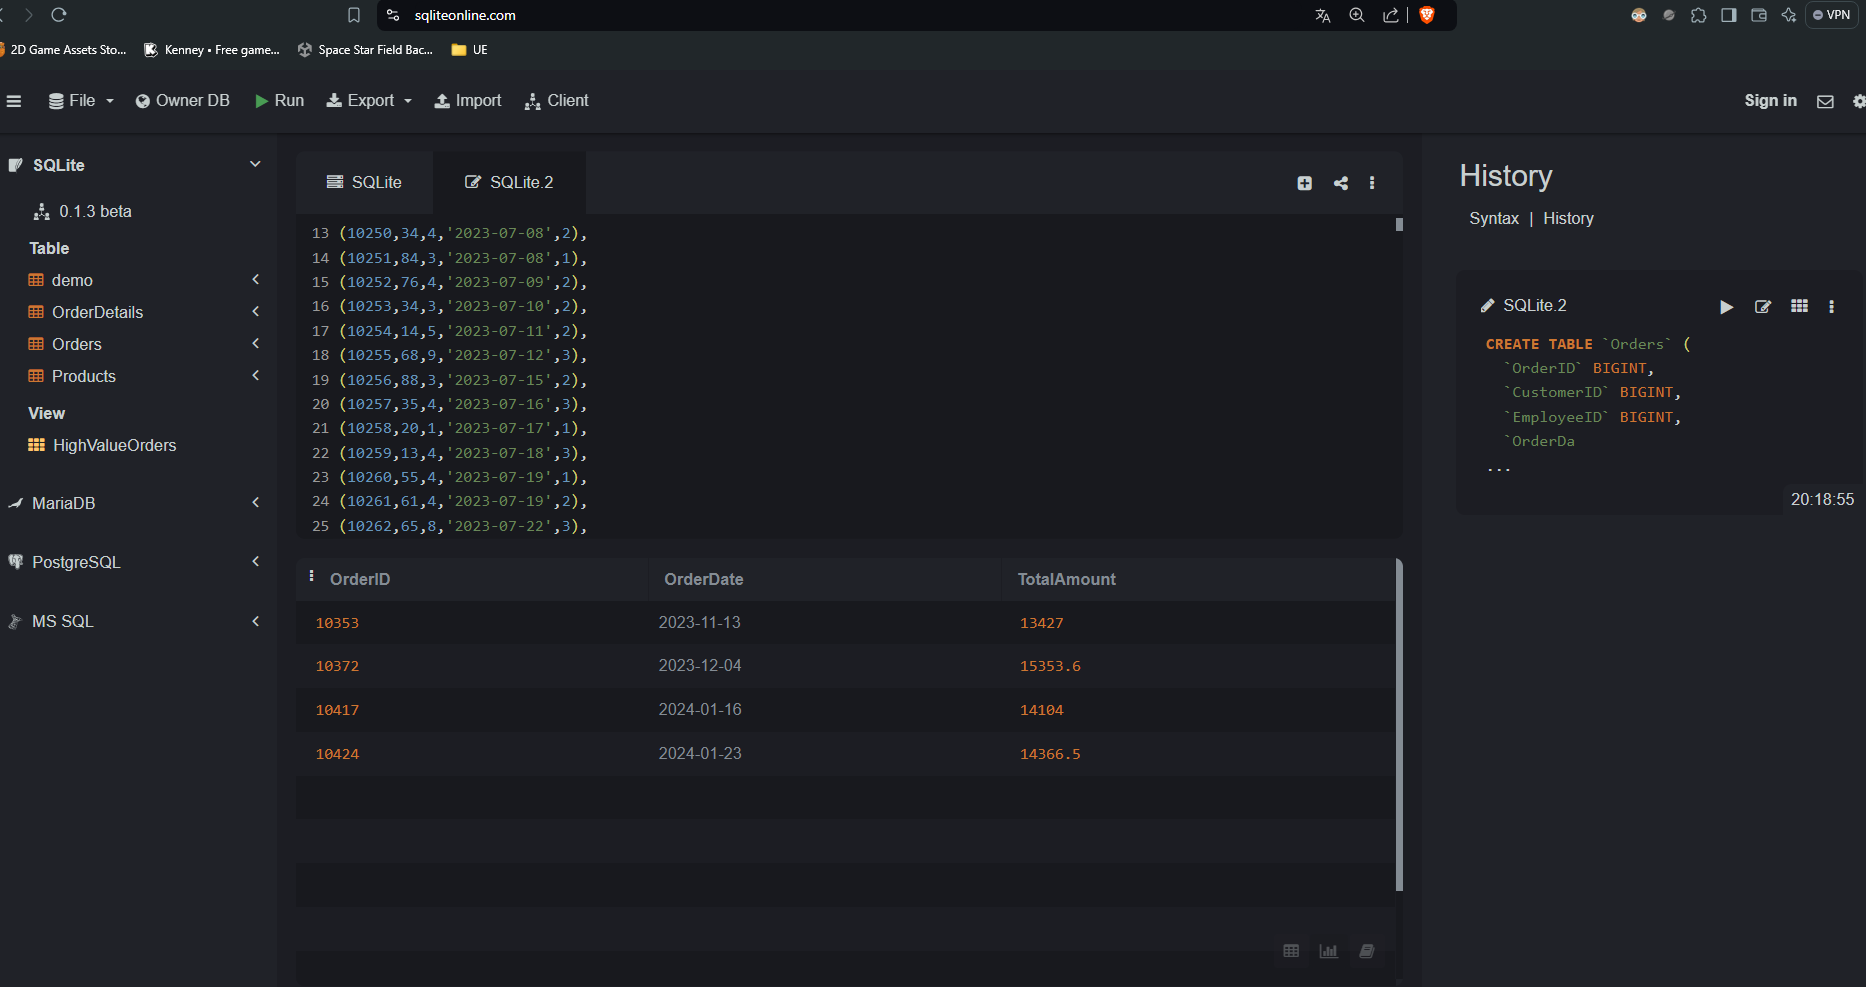 sqliteonline.com
VPN
2D Game Assets Sto...
Kenney • Free game...
Space Star Field Bac...
UE
File
Owner DB
Run
Export
Import
Client
Sign in
SQLite
0.1.3 beta
Table
demo
OrderDetails
Orders
Products
View
HighValueOrders
MariaDB
PostgreSQL
MS SQL
SQLite
SQLite.2
13 (10250,34,4,'2023-07-08',2),
14 (10251,84,3,'2023-07-08',1),
15 (10252,76,4,'2023-07-09',2),
16 (10253,34,3,'2023-07-10',2),
17 (10254,14,5,'2023-07-11',2),
18 (10255,68,9,'2023-07-12',3),
19 (10256,88,3,'2023-07-15',2),
20 (10257,35,4,'2023-07-16',3),
21 (10258,20,1,'2023-07-17',1),
22 (10259,13,4,'2023-07-18',3),
23 (10260,55,4,'2023-07-19',1),
24 (10261,61,4,'2023-07-19',2),
25 (10262,65,8,'2023-07-22',3),
OrderID OrderDate TotalAmount
10353 2023-11-13 13427
10372 2023-12-04 15353.6
10417 2024-01-16 14104
10424 2024-01-23 14366.5
History
Syntax | History
SQLite.2
CREATE TABLE `Orders` (
`OrderID` BIGINT,
`CustomerID` BIGINT,
`EmployeeID` BIGINT,
`OrderDa
...
20:18:55